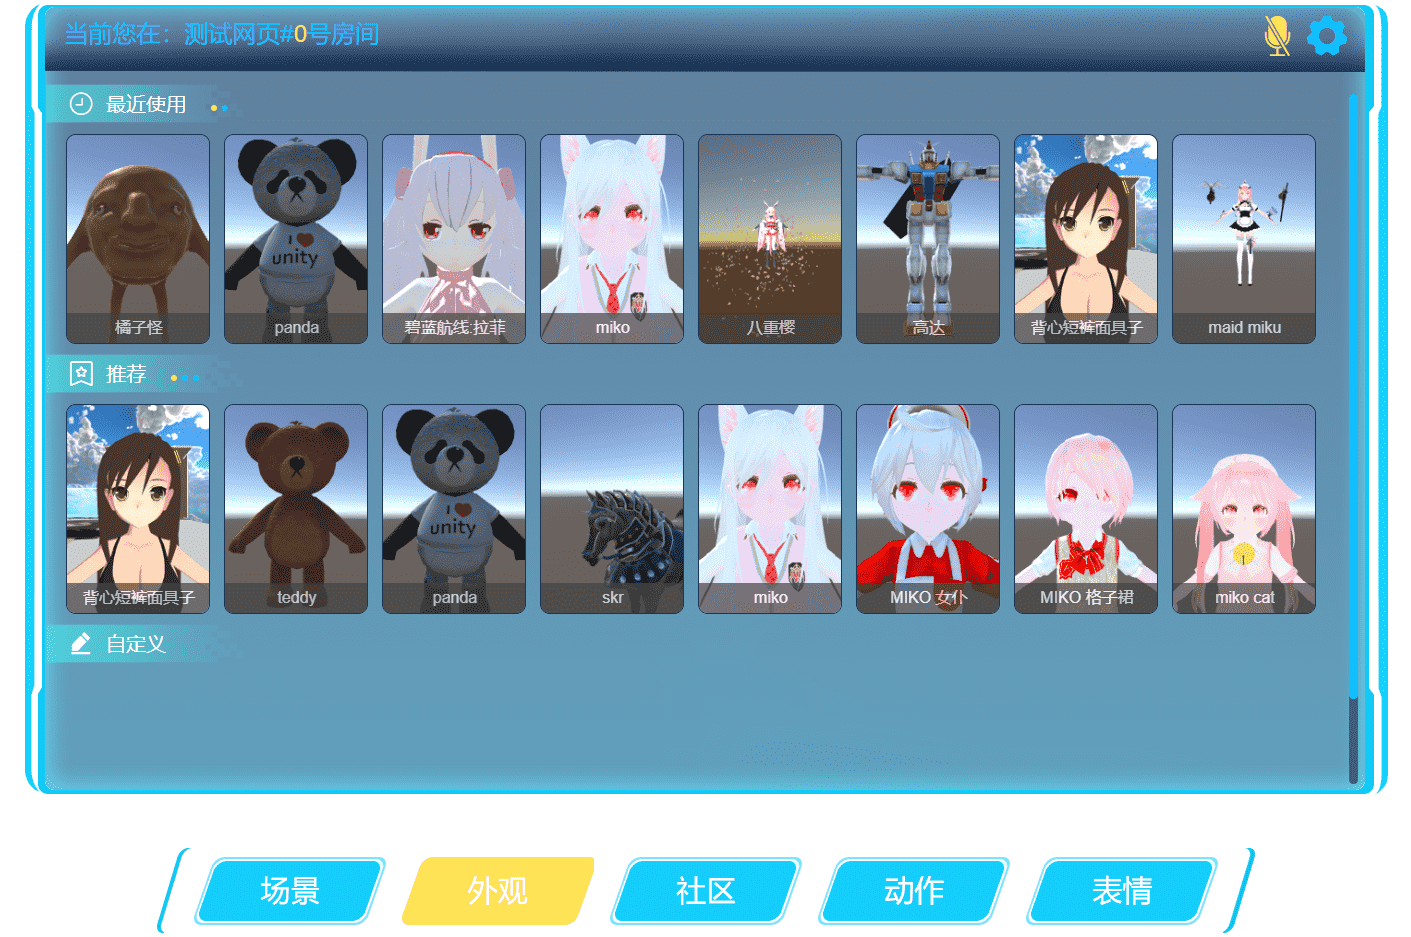 当前您在：测试网页#0号房间
最近使用
橘子怪
panda
碧蓝航线:拉菲
miko
八重樱
高达
背心短裤面具子
maid miku
推荐
背心短裤面具子
teddy
panda
skr
miko
MIKO 女仆
MIKO 格子裙
miko cat
I
unity
I
unity
自定义
场景
外观
社区
动作
表情